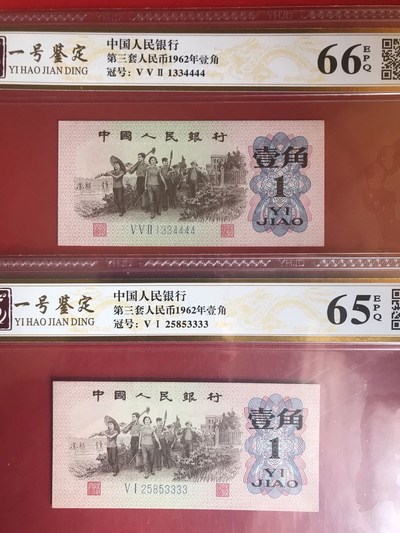 一号鉴定
YI HAO JIAN DING
中国人民银行
第三套人民币1962年壹角
冠号：V V Ⅱ 1334444
66 EPQ
中國人民銀行
壹角
1
YI
JIAO
V V Ⅱ 1334444
一号鉴定
YI HAO JIAN DING
中国人民银行
第三套人民币1962年壹角
冠号：V Ⅰ 25853333
65 EPQ
中國人民銀行
壹角
1
YI
JIAO
V Ⅰ 25853333